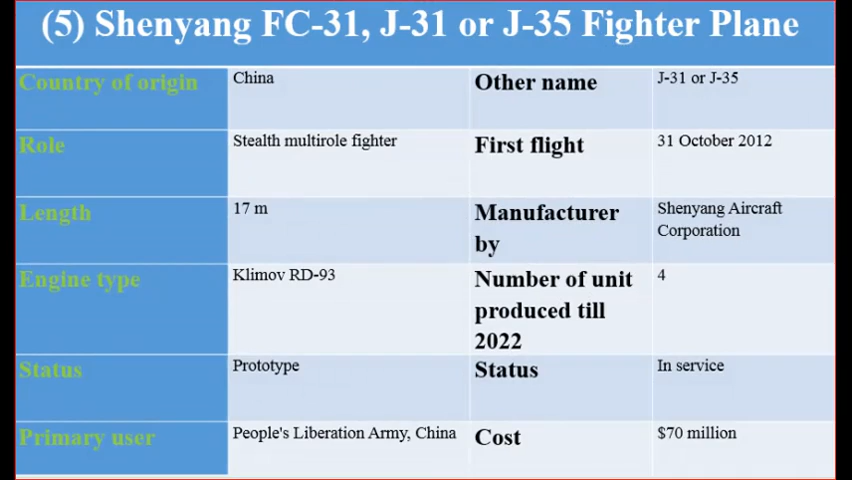 (5) Shenyang FC-31, J-31 or J-35 Fighter Plane
Country of origin China Other name J-31 or J-35
Role Stealth multirole fighter First flight 31 October 2012
Length 17 m Manufacturer Shenyang Aircraft
by Corporation
Engine type Klimov RD-93 Number of unit 4
produced till
2022
Status Prototype Status In service
Primary user People's Liberation Army, China Cost $70 million